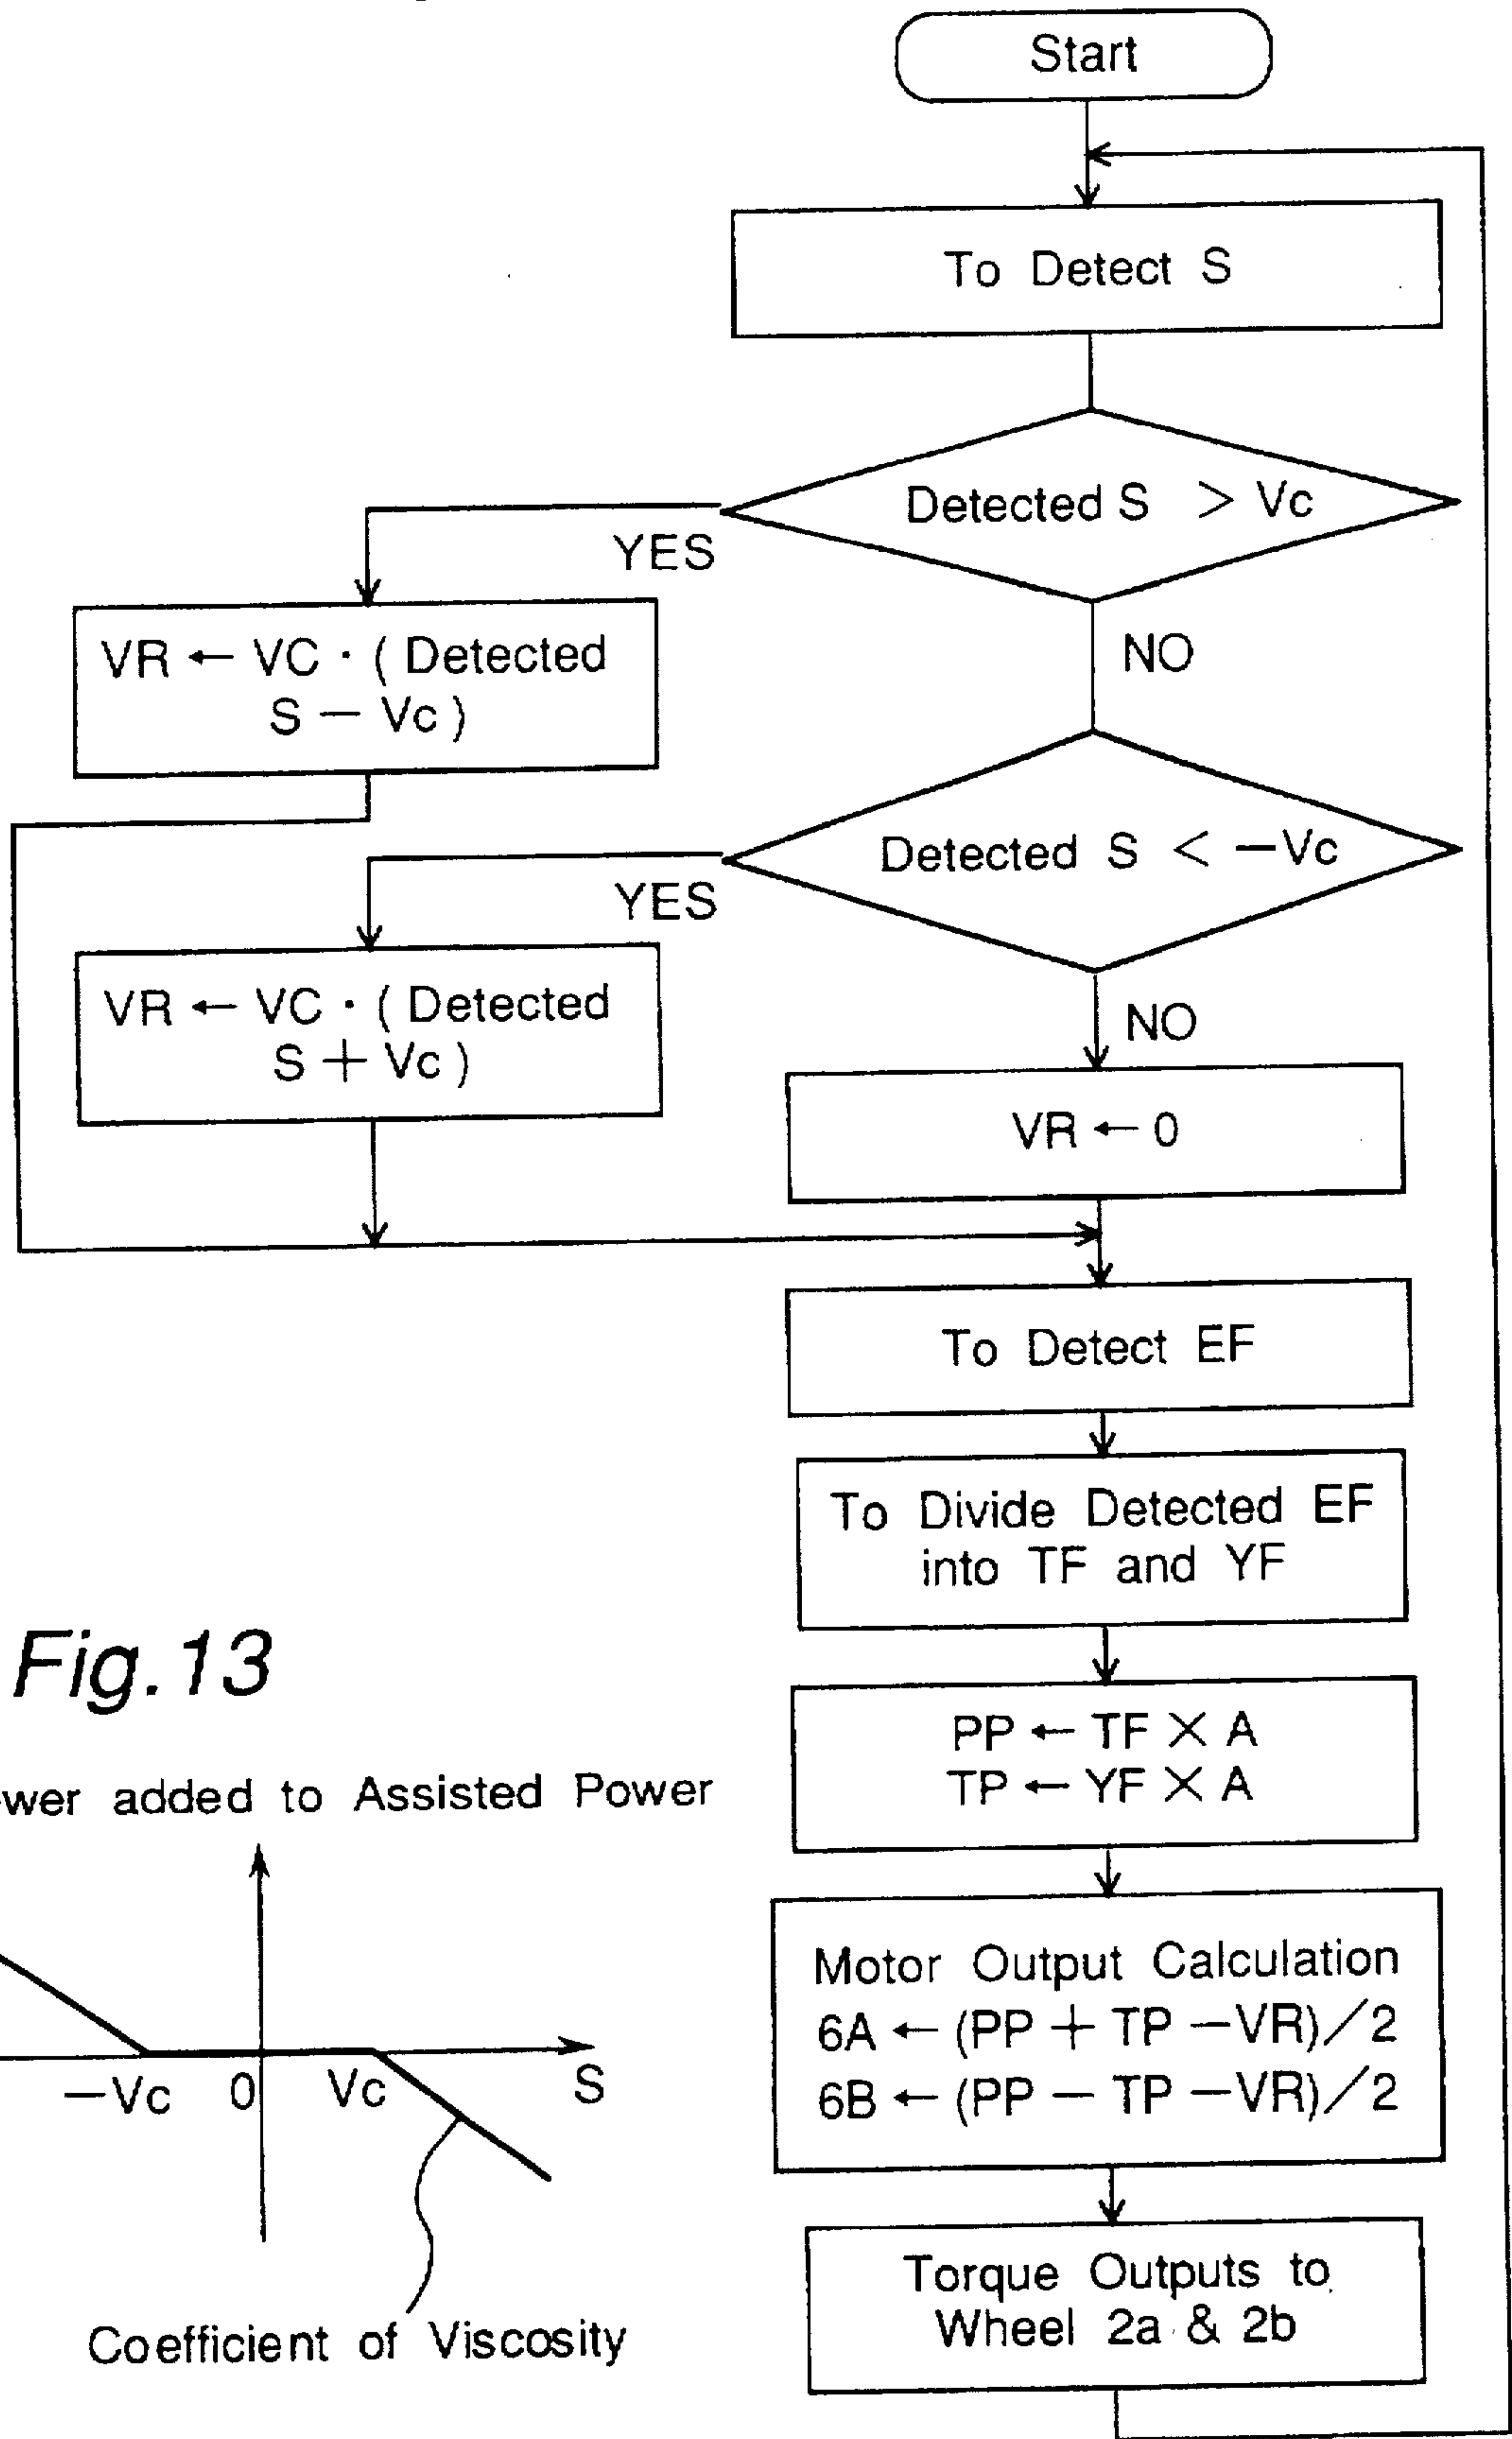 Start
To Detect S
Detected S > Vc
YES
NO
VR ← VC · ( Detected
S − Vc )
Detected S < −Vc
YES
NO
VR ← VC · ( Detected
S + Vc )
VR ← 0
To Detect EF
To Divide Detected EF
into TF and YF
PP ← TF × A
TP ← YF × A
Motor Output Calculation
6A ← (PP + TP −VR)/2
6B ← (PP − TP −VR)/2
Torque Outputs to
Wheel 2a & 2b
Fig.13
added to Assisted Power
−Vc 0 Vc S
Coefficient of Viscosity